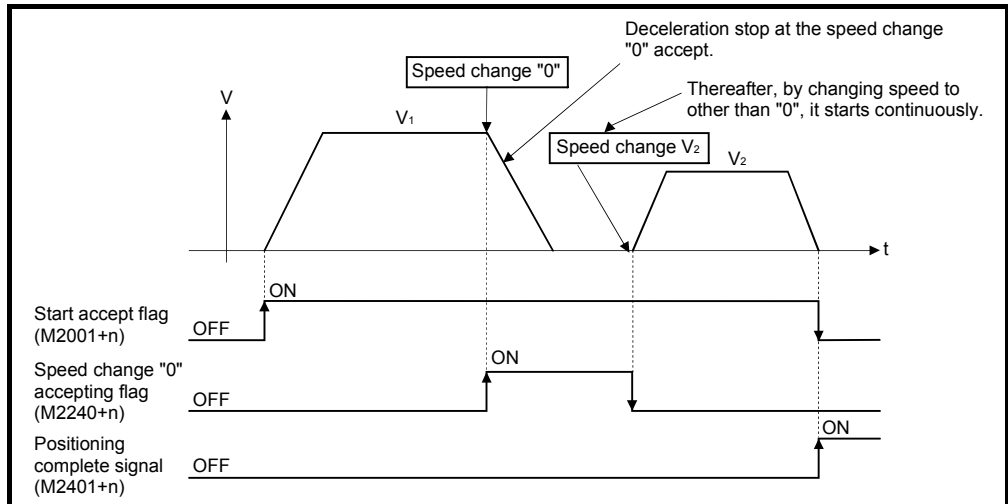 Deceleration stop at the speed change
"0" accept.
Speed change "0"
Thereafter, by changing speed to
other than "0", it starts continuously.
V
V1
Speed change V2
V2
t
ON
Start accept flag
(M2001+n)
OFF
ON
Speed change "0"
accepting flag
(M2240+n)
OFF
ON
Positioning
complete signal
(M2401+n)
OFF